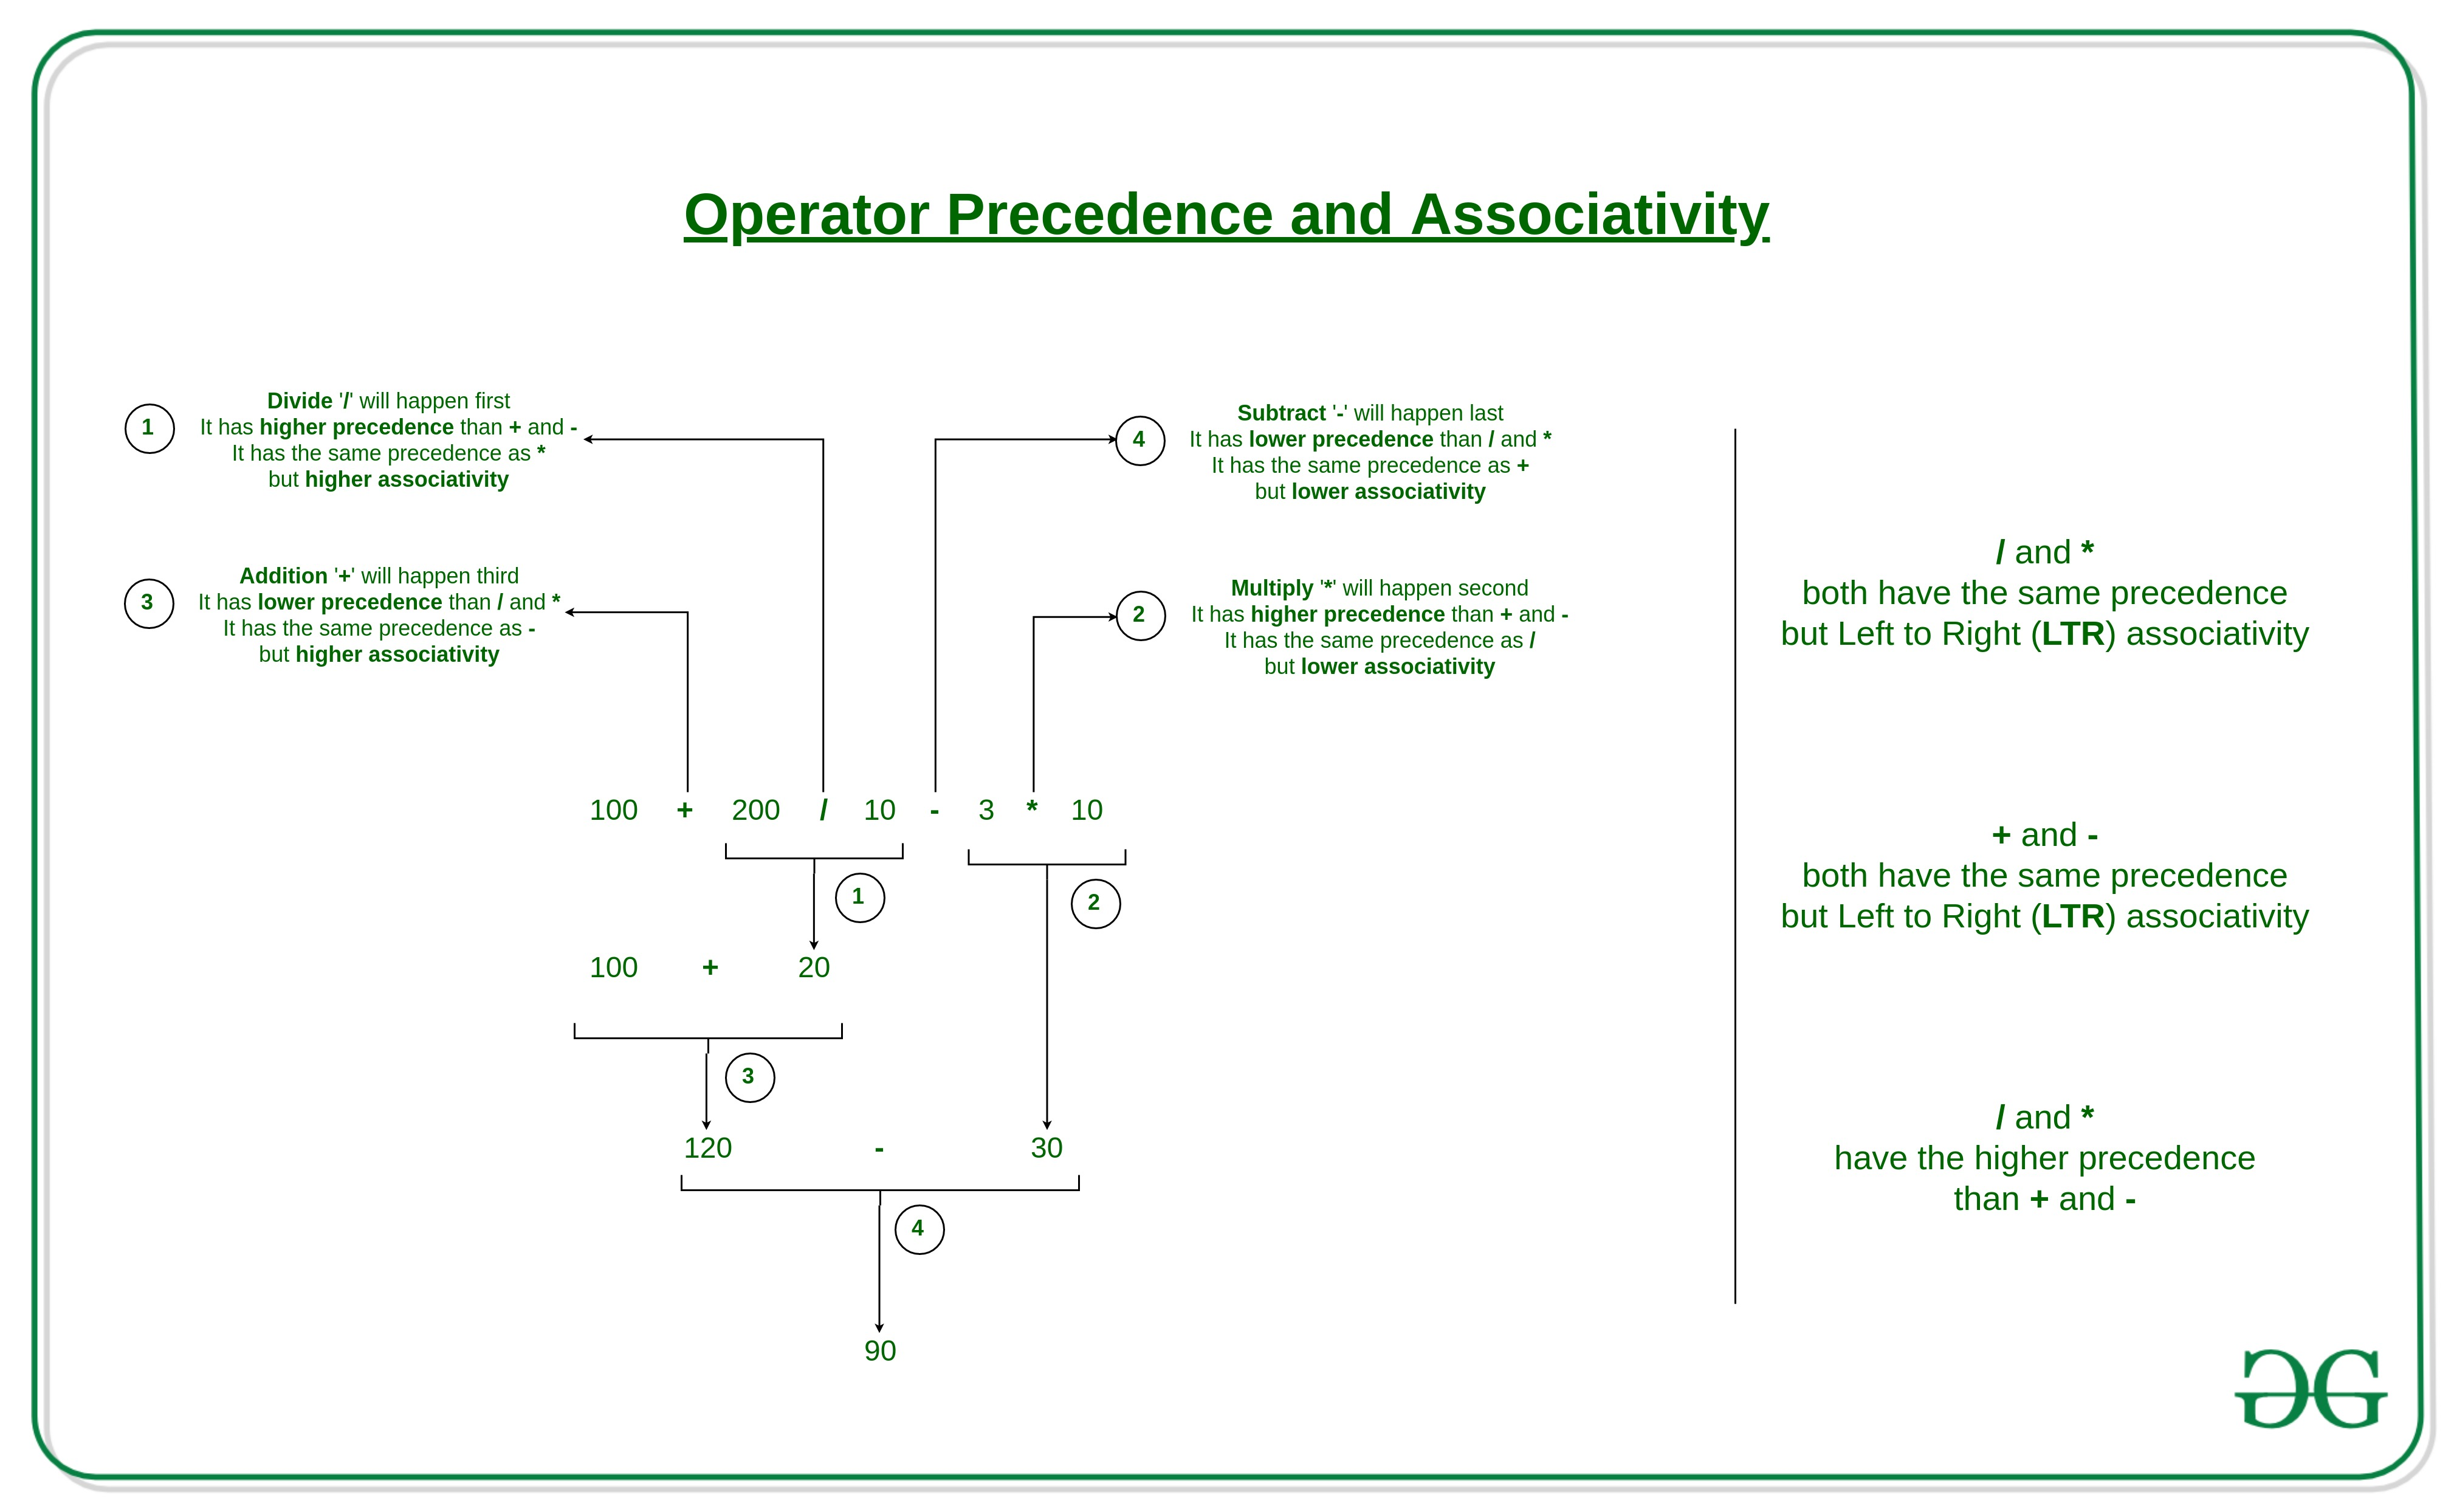 Operator Precedence and Associativity
1
Divide '/' will happen first
It has higher precedence than + and -
It has the same precedence as *
but higher associativity
4
Subtract '-' will happen last
It has lower precedence than / and *
It has the same precedence as +
but lower associativity
3
Addition '+' will happen third
It has lower precedence than / and *
It has the same precedence as -
but higher associativity
2
Multiply '*' will happen second
It has higher precedence than + and -
It has the same precedence as /
but lower associativity
100 + 200 / 10 - 3 * 10
1
2
100 + 20
3
120 - 30
4
90
/ and *
both have the same precedence
but Left to Right (LTR) associativity
+ and -
both have the same precedence
but Left to Right (LTR) associativity
/ and *
have the higher precedence
than + and -